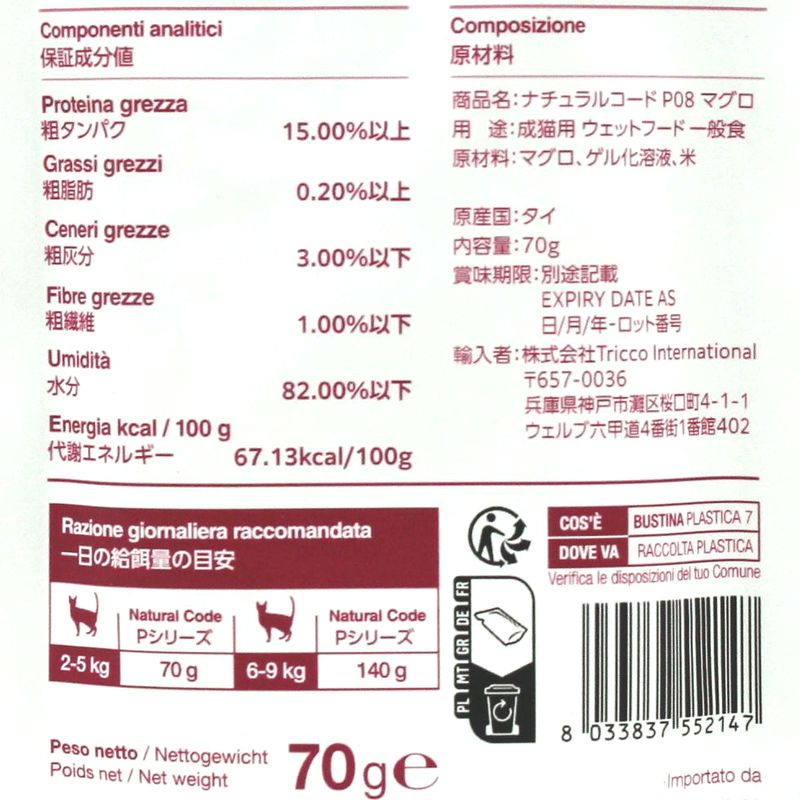 Componenti analitici
保証成分値
Proteina grezza
粗タンパク 15.00%以上
Grassi grezzi
粗脂肪 0.20%以上
Ceneri grezze
粗灰分 3.00%以下
Fibre grezze
粗繊維 1.00%以下
Umidità
水分 82.00%以下
Energia kcal / 100 g
代謝エネルギー 67.13kcal/100g
Composizione
原材料
商品名：ナチュラルコード P08 マグロ
用　途：成猫用 ウェットフード 一般食
原材料：マグロ、ゲル化溶液、米
原産国：タイ
内容量：70g
賞味期限：別途記載
EXPIRY DATE AS
日/月/年-ロット番号
輸入者：株式会社Tricco International
〒657-0036
兵庫県神戸市灘区桜口町4-1-1
ウェルブ六甲道4番街1番館402
Razione giornaliera raccomandata
一日の給餌量の目安
Natural Code Natural Code
Pシリーズ Pシリーズ
2-5 kg 70 g 6-9 kg 140 g
PL MT GR DE FR
COS'È BUSTINA PLASTICA 7
DOVE VA RACCOLTA PLASTICA
Verifica le disposizioni del tuo Comune
8 033837 552147
Peso netto / Nettogewicht
Poids net / Net weight
70g℮
Importato da